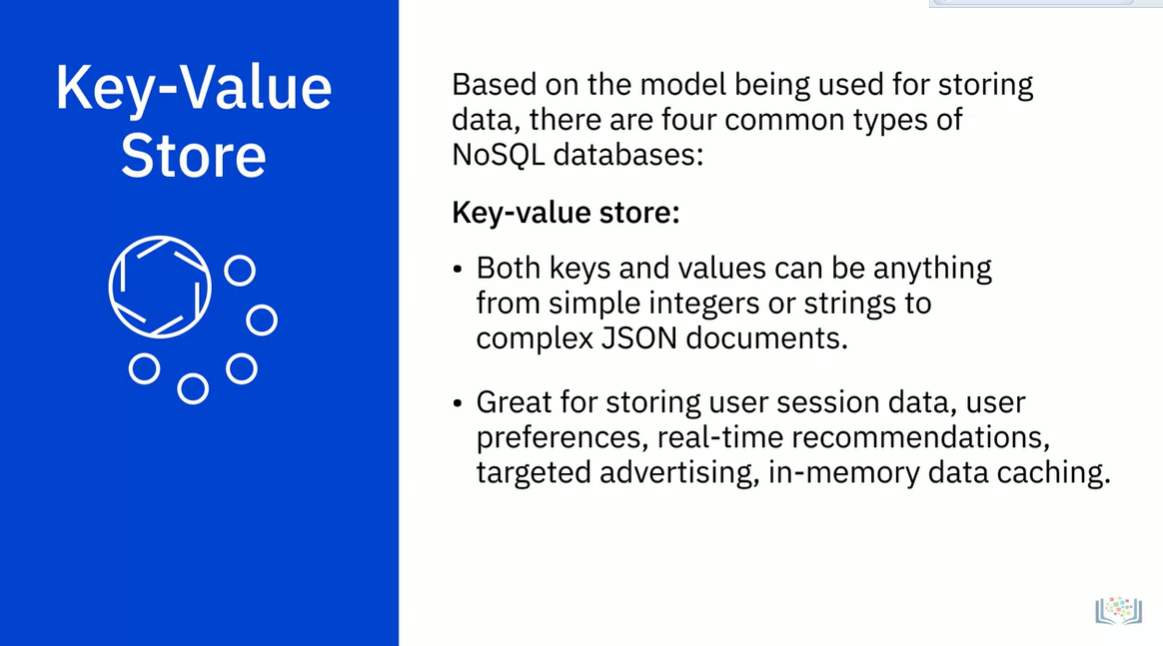 Key-Value
Store
Based on the model being used for storing
data, there are four common types of
NoSQL databases:
Key-value store:
• Both keys and values can be anything
from simple integers or strings to
complex JSON documents.
• Great for storing user session data, user
preferences, real-time recommendations,
targeted advertising, in-memory data caching.